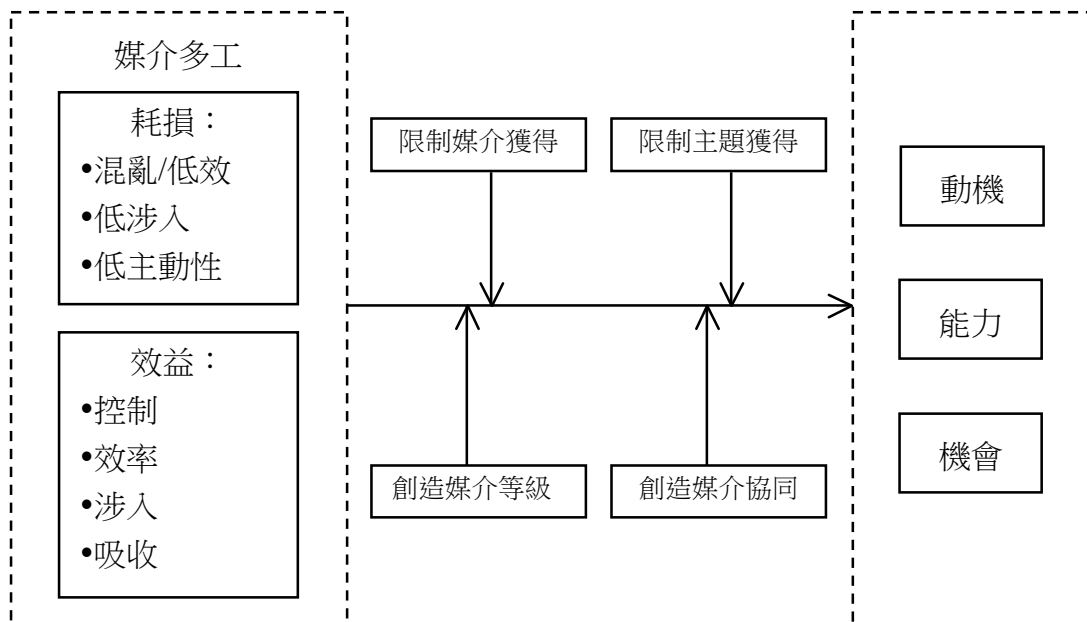 媒介多工
耗損：
•混亂/低效
•低涉入
•低主動性
效益：
•控制
•效率
•涉入
•吸收
限制媒介獲得
限制主題獲得
創造媒介等級
創造媒介協同
動機
能力
機會